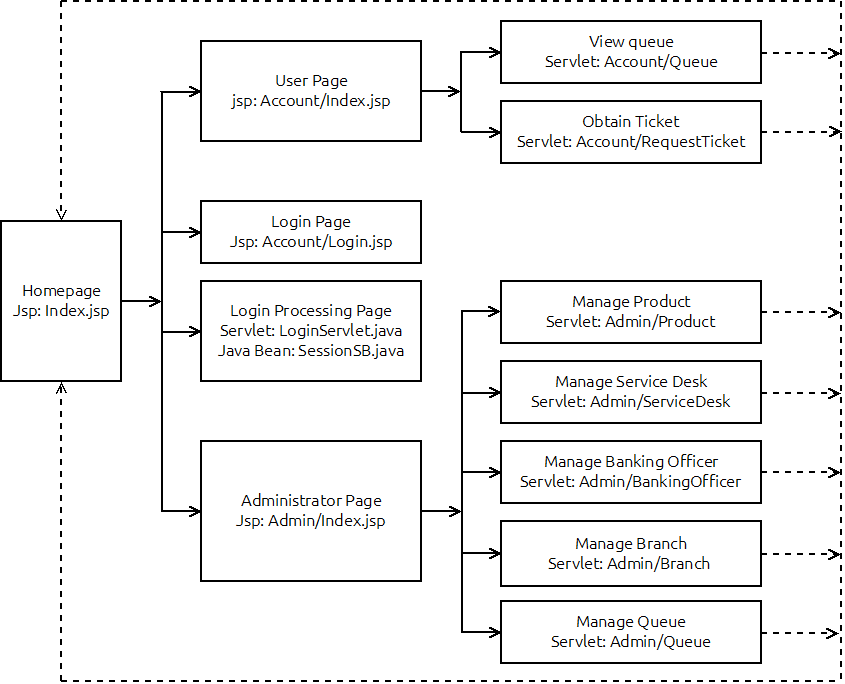 View queue
Servlet: Account/Queue
User Page
jsp: Account/Index.jsp
Obtain Ticket
Servlet: Account/RequestTicket
Login Page
Jsp: Account/Login.jsp
Homepage
Jsp: Index.jsp
Login Processing Page
Servlet: LoginServlet.java
Java Bean: SessionSB.java
Manage Product
Servlet: Admin/Product
Manage Service Desk
Servlet: Admin/ServiceDesk
Administrator Page
Jsp: Admin/Index.jsp
Manage Banking Officer
Servlet: Admin/BankingOfficer
Manage Branch
Servlet: Admin/Branch
Manage Queue
Servlet: Admin/Queue